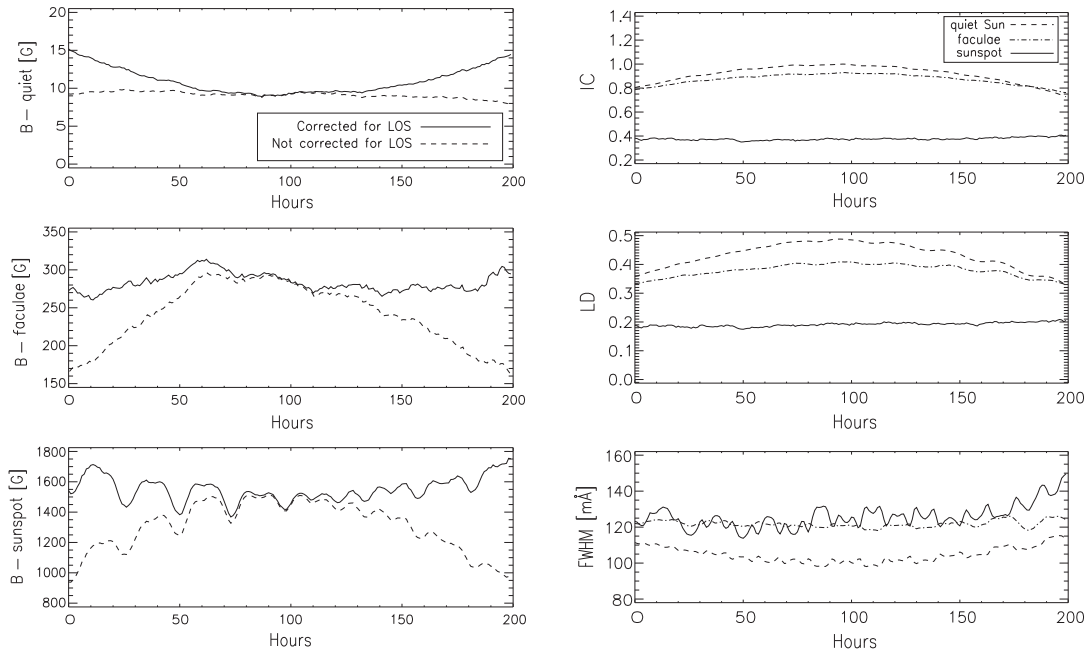 B – quiet [G]
20
15
10
5
0
Corrected for LOS
Not corrected for LOS
0 50 100 150 200
Hours
B – faculae [G]
350
300
250
200
150
0 50 100 150 200
Hours
B – sunspot [G]
1800
1600
1400
1200
1000
800
0 50 100 150 200
Hours
IC
1.4
1.2
1.0
0.8
0.6
0.4
0.2
quiet Sun
faculae
sunspot
0 50 100 150 200
Hours
LD
0.5
0.4
0.3
0.2
0.1
0.0
0 50 100 150 200
Hours
FWHM [mÅ]
160
140
120
100
80
0 50 100 150 200
Hours